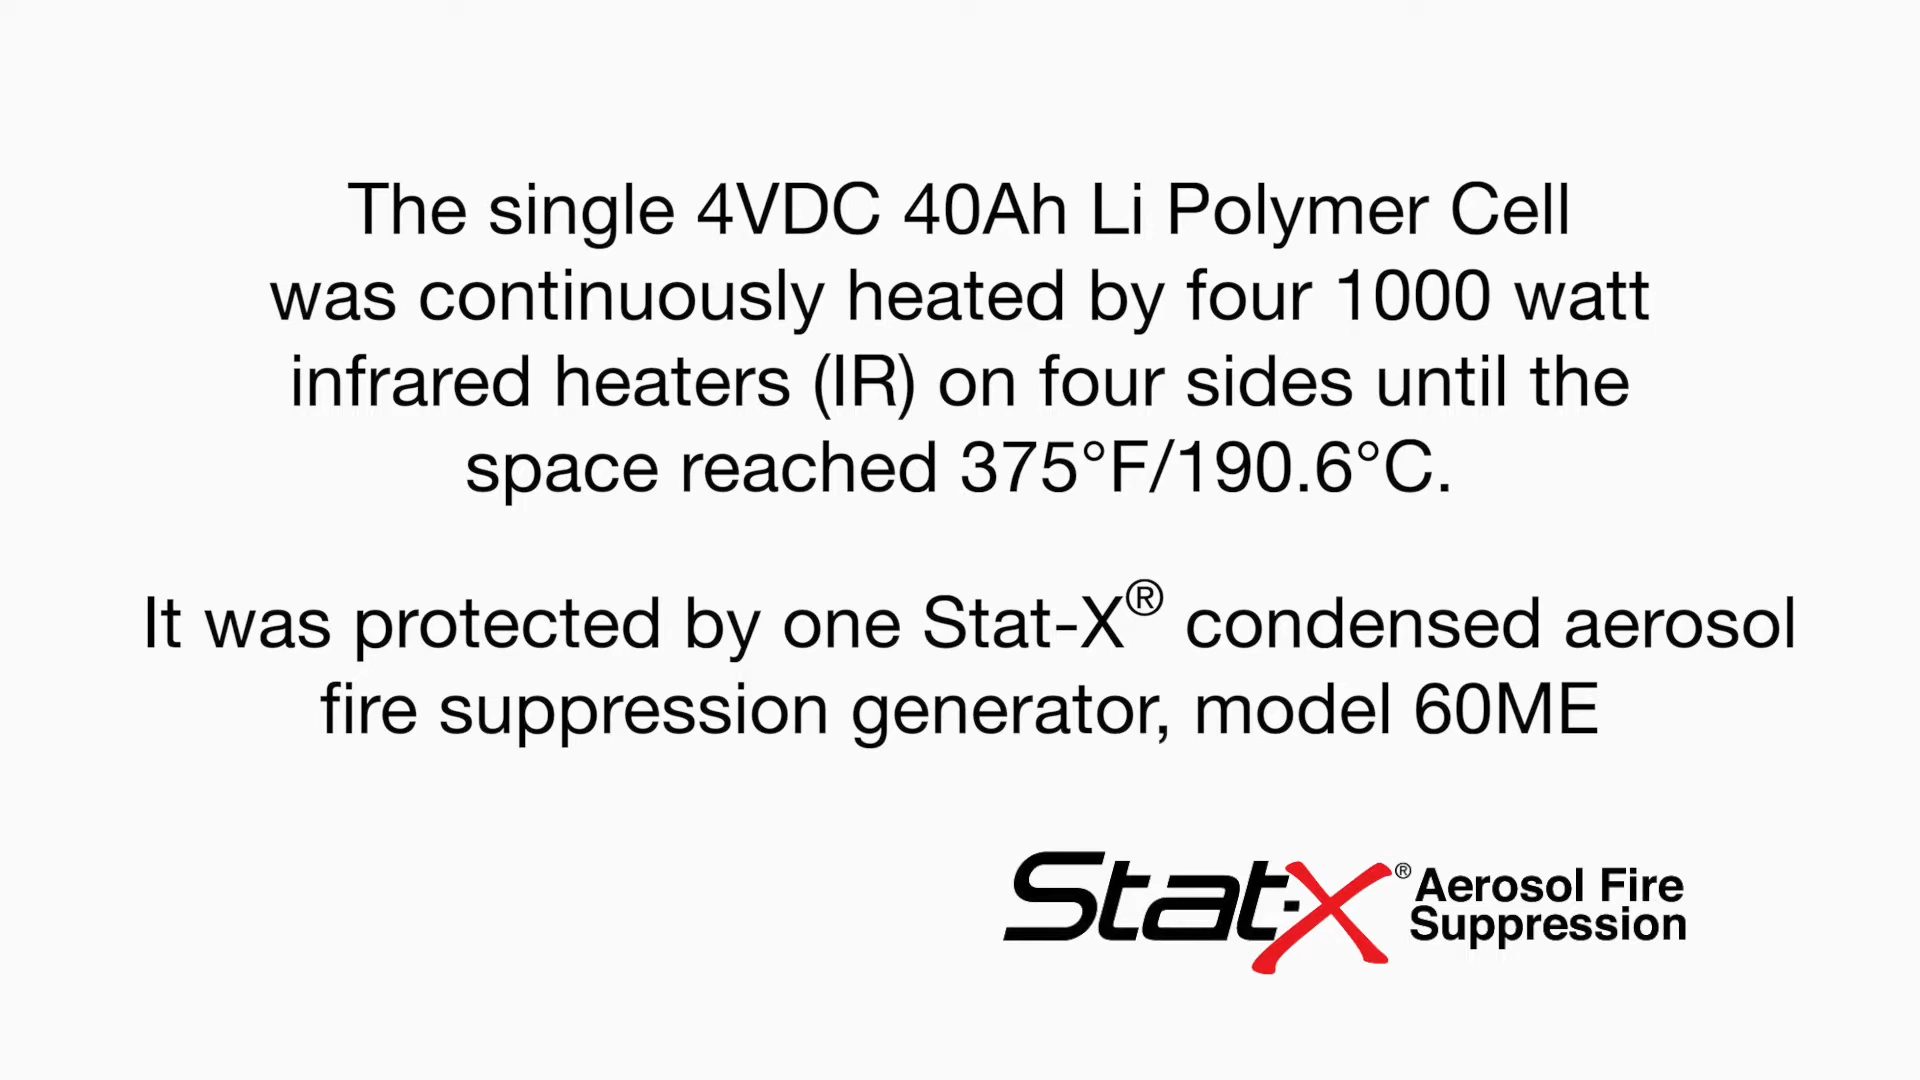 The single 4VDC 40Ah Li Polymer Cell
was continuously heated by four 1000 watt
infrared heaters (IR) on four sides until the
space reached 375°F/190.6°C.
It was protected by one Stat-X® condensed aerosol
fire suppression generator, model 60ME
Stat-X® Aerosol Fire
Suppression